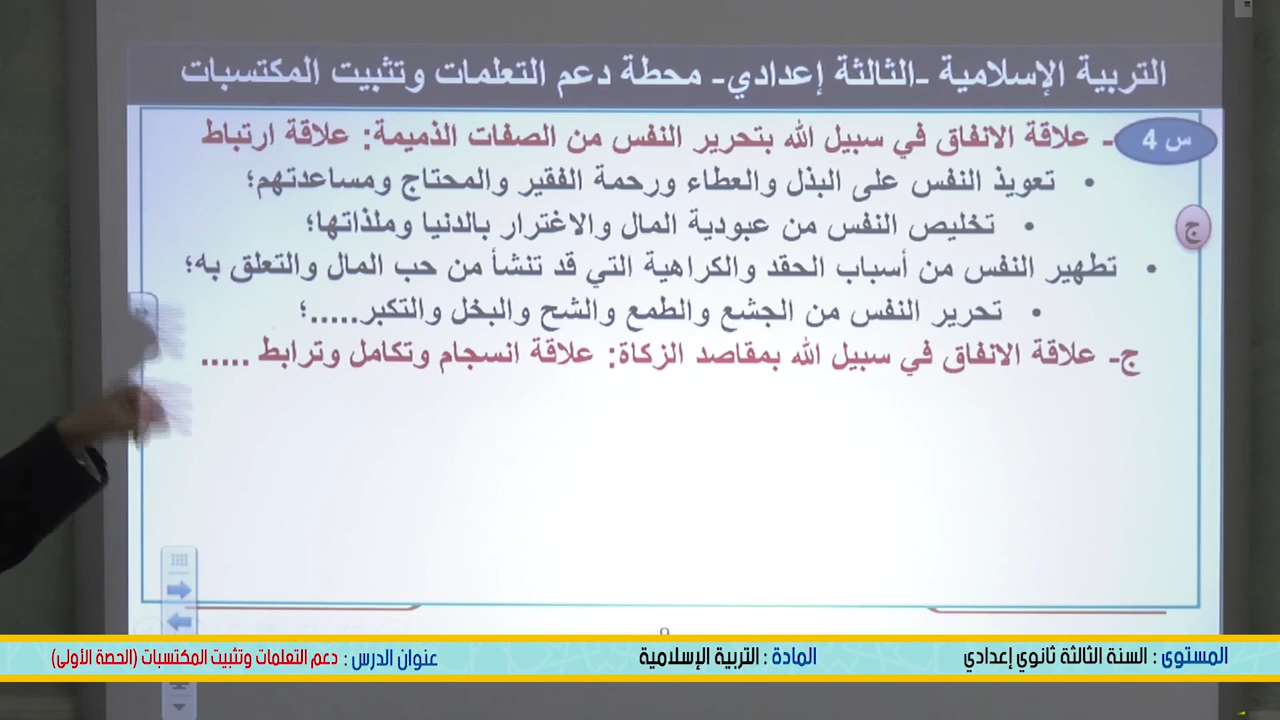 التربية الإسلامية -الثالثة إعدادي- محطة دعم التعلمات وتثبيت المكتسبات
س 4
- علاقة الانفاق في سبيل الله بتحرير النفس من الصفات الذميمة: علاقة ارتباط
• تعويذ النفس على البذل والعطاء ورحمة الفقير والمحتاج ومساعدتهم؛
ج
• تخليص النفس من عبودية المال والاغترار بالدنيا وملذاتها؛
• تطهير النفس من أسباب الحقد والكراهية التي قد تنشأ من حب المال والتعلق به؛
• تحرير النفس من الجشع والطمع والشح والبخل والتكبر.....؛
ج- علاقة الانفاق في سبيل الله بمقاصد الزكاة: علاقة انسجام وتكامل وترابط .....
المستوى : السنة الثالثة ثانوي إعدادي
المادة : التربية الإسلامية
عنوان الدرس : دعم التعلمات وتثبيت المكتسبات (الحصة الأولى)